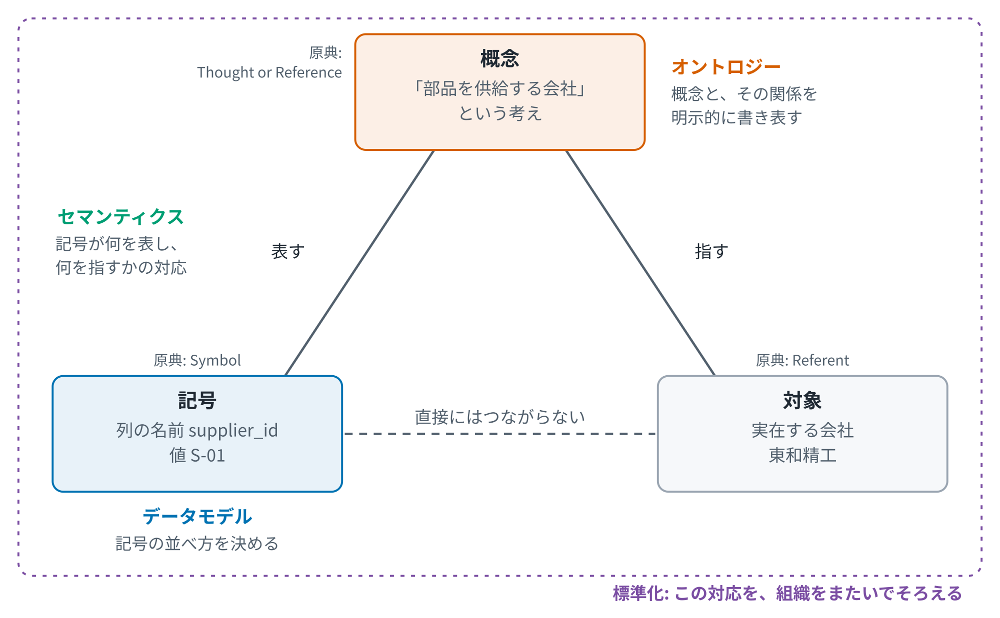 原典:
Thought or Reference
概念
「部品を供給する会社」
という考え
オントロジー
概念と、その関係を
明示的に書き表す
セマンティクス
記号が何を表し、
何を指すかの対応
表す
指す
原典: Symbol
記号
列の名前 supplier_id
値 S-01
直接にはつながらない
原典: Referent
対象
実在する会社
東和精工
データモデル
記号の並べ方を決める
標準化: この対応を、組織をまたいでそろえる